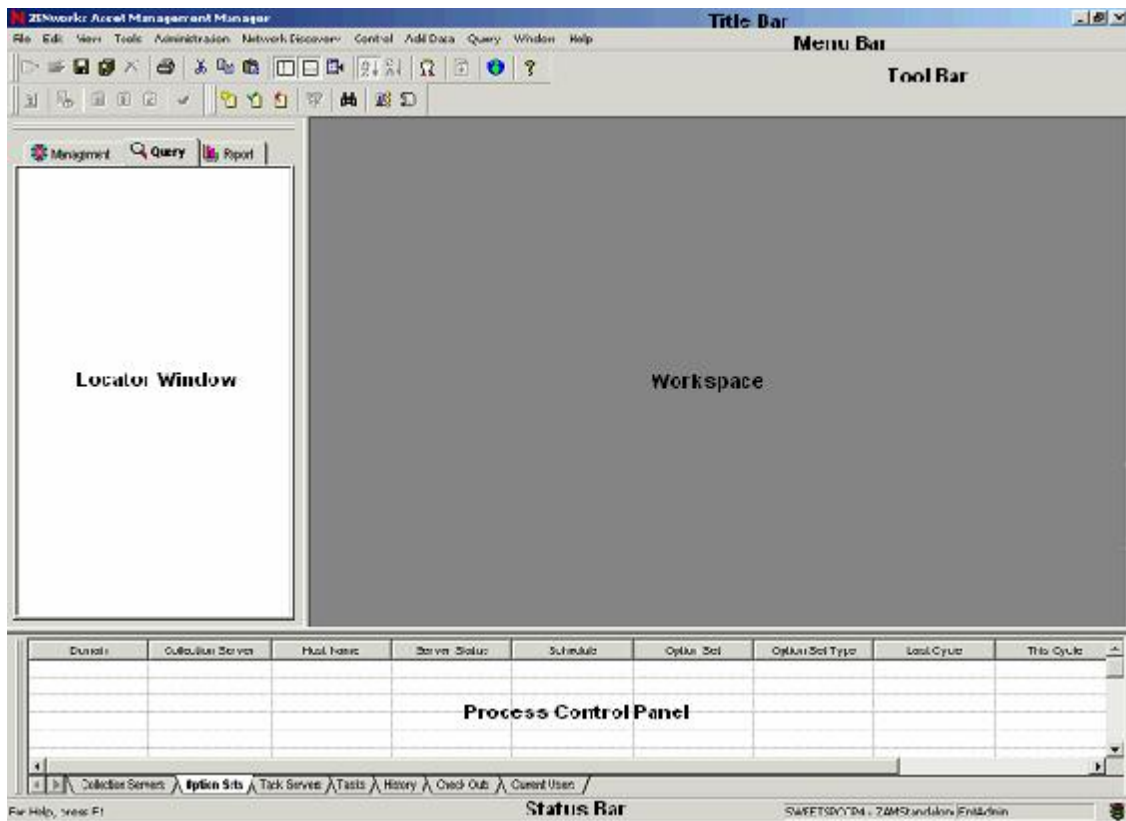 ZENworks Asset Management Manager
Title Bar
File Edit View Tools Administration Network Discovery Control Add Data Query Window Help
Menu Bar
Tool Bar
Management Query Report
Locator Window
Workspace
Domain Collection Server Host Name Server Status Schedule Option Set Option Set Type Last Cycle This Cycle
Process Control Panel
Collection Servers Option Sets Task Servers Tasks History Check Outs Current Users
For Help, press F1
Status Bar